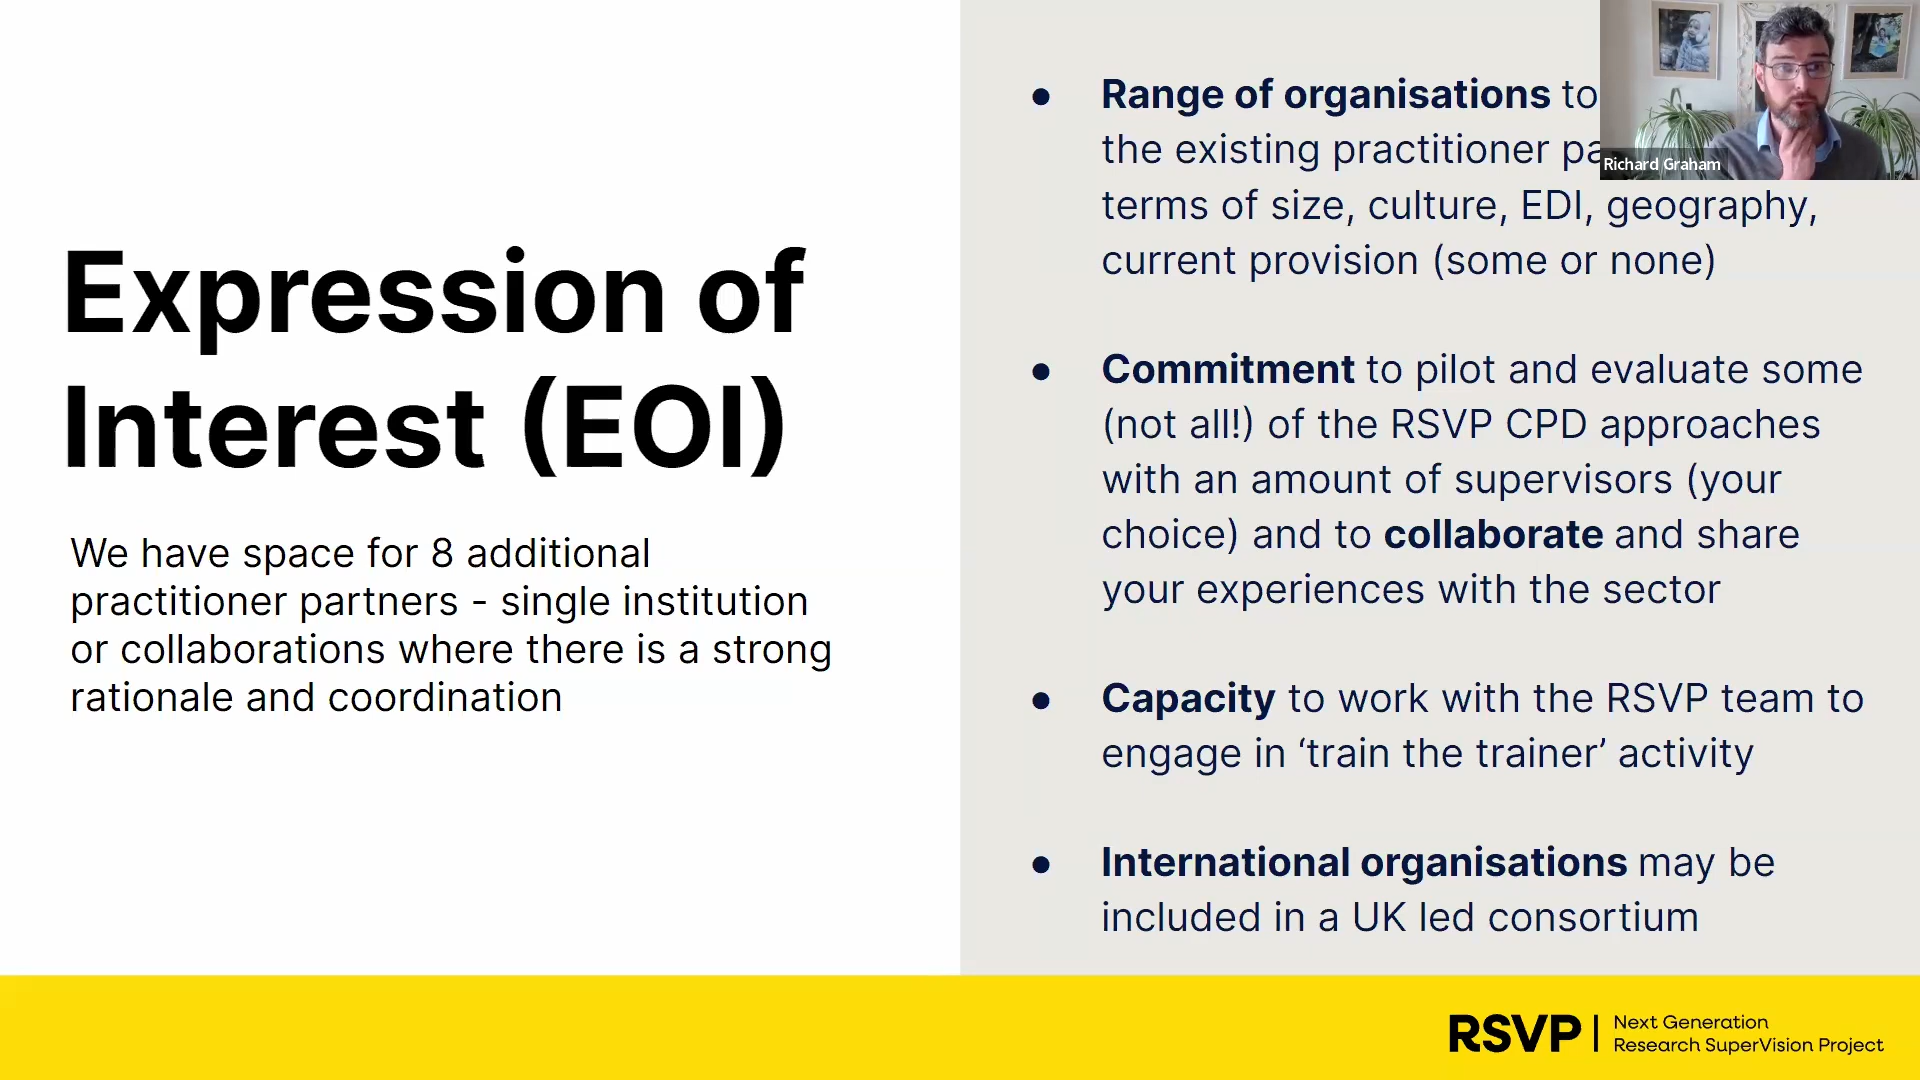 Expression of
Interest (EOI)
We have space for 8 additional
practitioner partners - single institution
or collaborations where there is a strong
rationale and coordination
● Range of organisations to
the existing practitioner
terms of size, culture, EDI, geography,
current provision (some or none)
● Commitment to pilot and evaluate some
(not all!) of the RSVP CPD approaches
with an amount of supervisors (your
choice) and to collaborate and share
your experiences with the sector
● Capacity to work with the RSVP team to
engage in ‘train the trainer’ activity
● International organisations may be
included in a UK led consortium
Richard Graham
RSVP | Next Generation
Research SuperVision Project